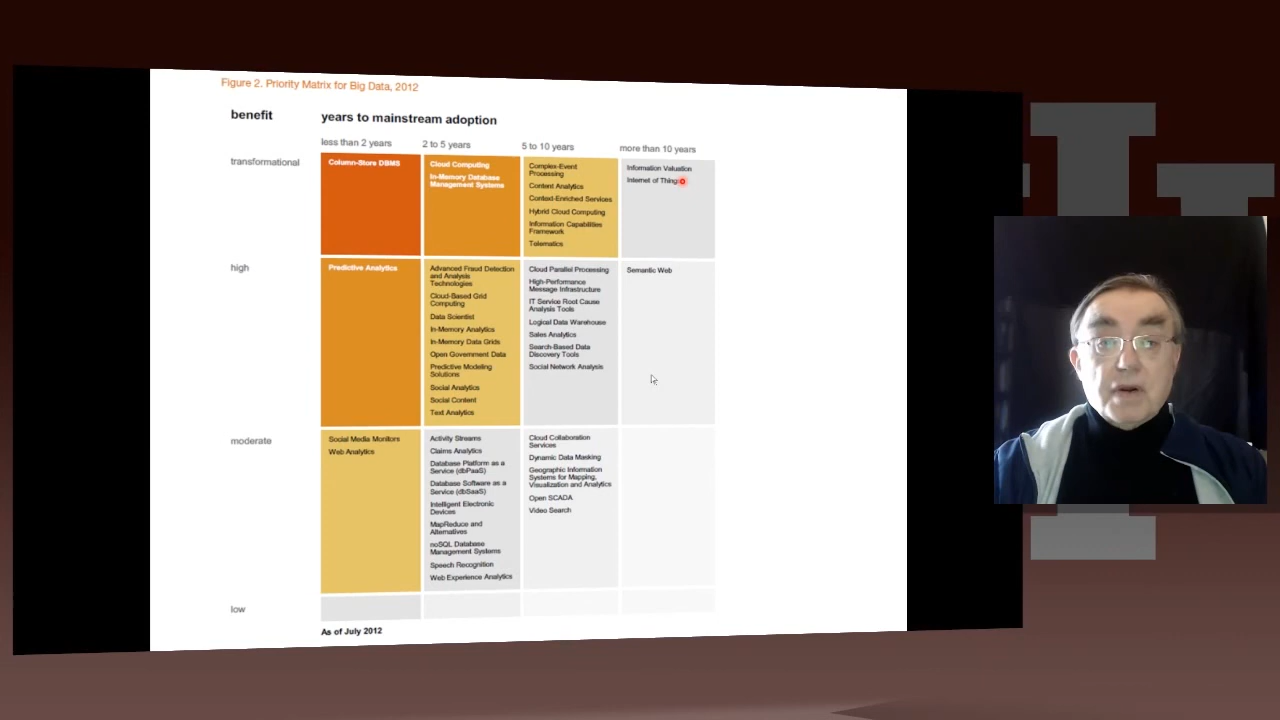 Figure 2. Priority Matrix for Big Data, 2012
benefit
years to mainstream adoption
less than 2 years
2 to 5 years
5 to 10 years
more than 10 years
transformational
Column-Store DBMS
Cloud Computing
In-Memory Database
Management Systems
Complex-Event
Processing
Content Analytics
Context-Enriched Services
Hybrid Cloud Computing
Information Capabilities
Framework
Telematics
Information Valuation
Internet of Things
high
Predictive Analytics
Advanced Fraud Detection
and Analysis
Technologies
Cloud-Based Grid
Computing
Data Scientist
In-Memory Analytics
In-Memory Data Grids
Open Government Data
Predictive Modeling
Solutions
Social Analytics
Social Content
Text Analytics
Cloud Parallel Processing
High-Performance
Message Infrastructure
IT Service Root Cause
Analysis Tools
Logical Data Warehouse
Sales Analytics
Search-Based Data
Discovery Tools
Social Network Analysis
Semantic Web
moderate
Social Media Monitors
Web Analytics
Activity Streams
Claims Analytics
Database Platform as a
Service (dbPaaS)
Database Software as a
Service (dbSaaS)
Intelligent Electronic
Devices
MapReduce and
Alternatives
noSQL Database
Management Systems
Speech Recognition
Web Experience Analytics
Cloud Collaboration
Services
Dynamic Data Masking
Geographic Information
Systems for Mapping,
Visualization and Analytics
Open SCADA
Video Search
low
As of July 2012